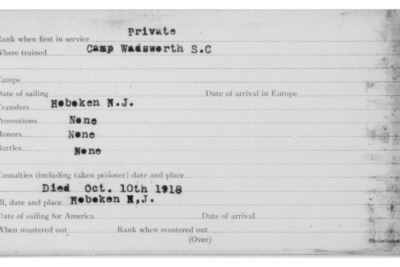 Rank when first in service Private
Where trained Camp Wadsworth S.C
Camps
Date of sailing Date of arrival in Europe
Transfers Hoboken N.J.
Promotions None
Honors None
Battles None
Casualties (including taken prisoner) date and place
Died Oct. 10th 1918
Ill, date and place Hoboken N,J.
Date of sailing for America Date of arrival
When mustered out Rank when mustered out
(Over)